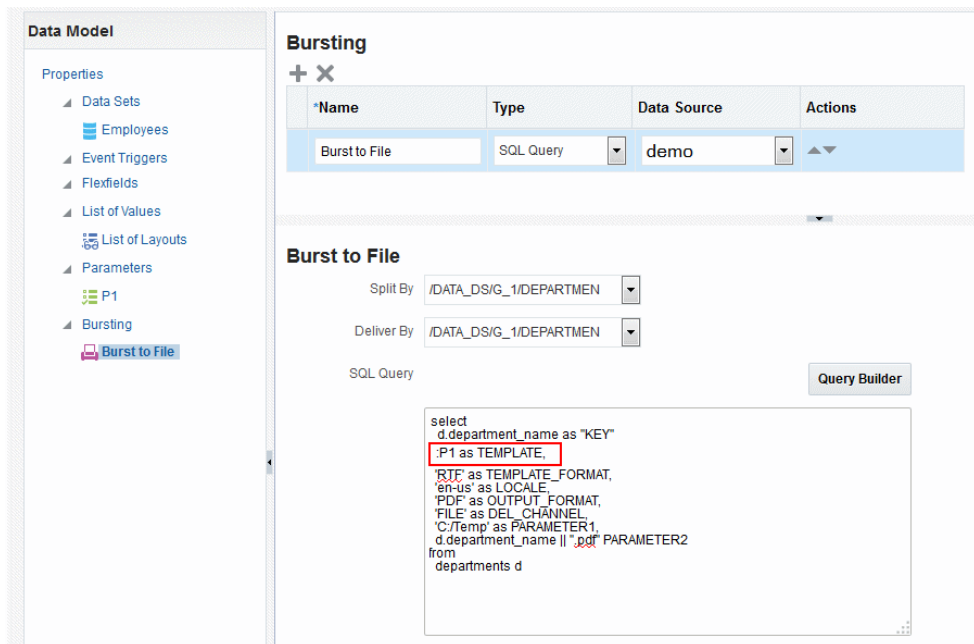 Data Model
Properties
Data Sets
Employees
Event Triggers
Flexfields
List of Values
List of Layouts
Parameters
P1
Bursting
Burst to File
Bursting
*Name Type Data Source Actions
Burst to File SQL Query demo
Burst to File
Split By /DATA_DS/G_1/DEPARTMEN
Deliver By /DATA_DS/G_1/DEPARTMEN
SQL Query Query Builder
select
d.department_name as "KEY"
:P1 as TEMPLATE,
'RTF' as TEMPLATE_FORMAT,
'en-us' as LOCALE,
'PDF' as OUTPUT_FORMAT,
'FILE' as DEL_CHANNEL,
'C:/Temp' as PARAMETER1,
d.department_name || ".pdf" PARAMETER2
from
departments d